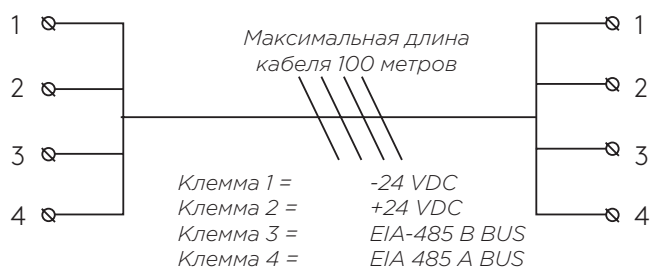 1
1
Максимальная длина
кабеля 100 метров
2
2
3
3
4
4
Клемма 1 = -24 VDC
Клемма 2 = +24 VDC
Клемма 3 = EIA-485 B BUS
Клемма 4 = EIA 485 A BUS